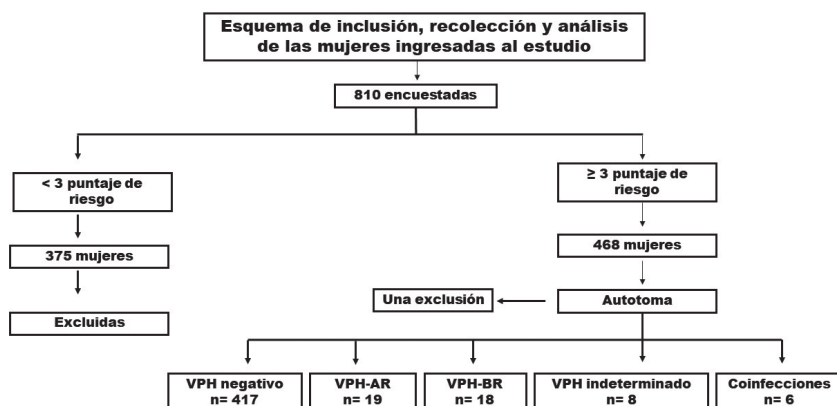 Esquema de inclusión, recolección y análisis
de las mujeres ingresadas al estudio
810 encuestadas
< 3 puntaje de
riesgo
≥ 3 puntaje de
riesgo
375 mujeres
468 mujeres
Excluidas
Una exclusión
Autotoma
VPH negativo
n= 417
VPH-AR
n= 19
VPH-BR
n= 18
VPH indeterminado
n= 8
Coinfecciones
n= 6